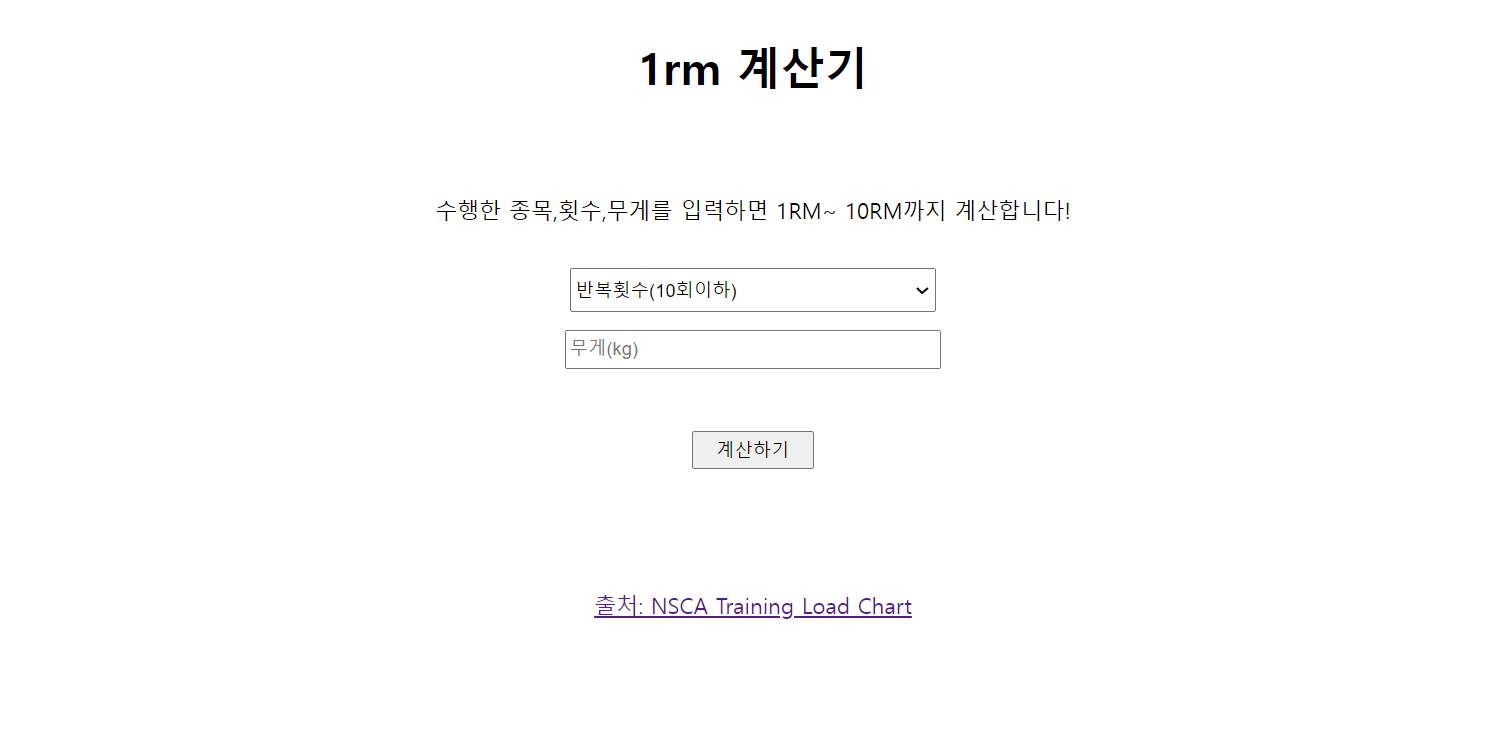 1rm 계산기
수행한 종목,횟수,무게를 입력하면 1RM~ 10RM까지 계산합니다!
반복횟수(10회이하)
무게(kg)
계산하기
출처: NSCA Training Load Chart